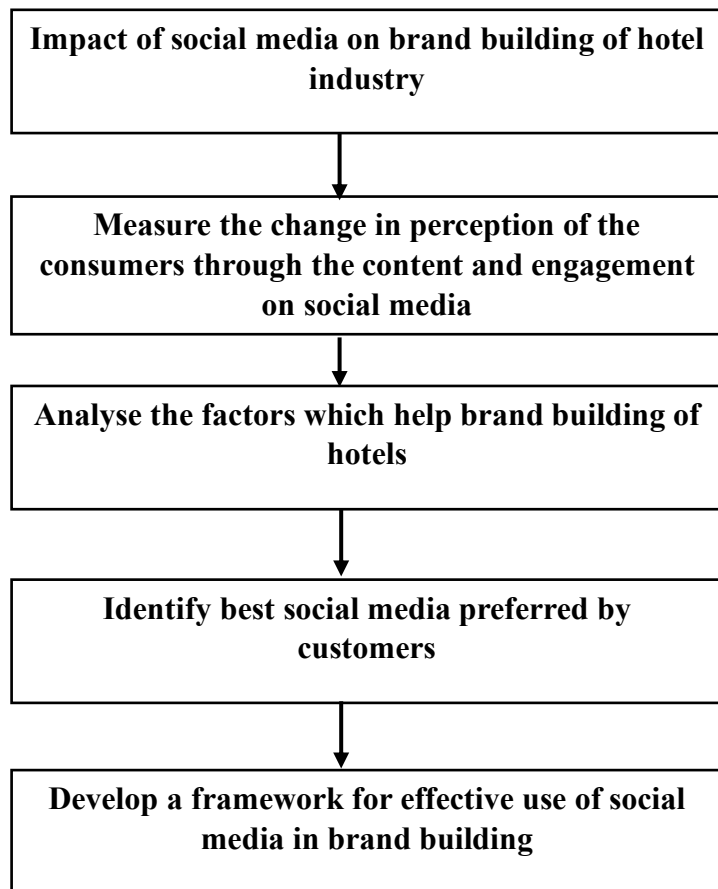 Impact of social media on brand building of hotel
industry
Measure the change in perception of the
consumers through the content and engagement
on social media
Analyse the factors which help brand building of
hotels
Identify best social media preferred by
customers
Develop a framework for effective use of social
media in brand building